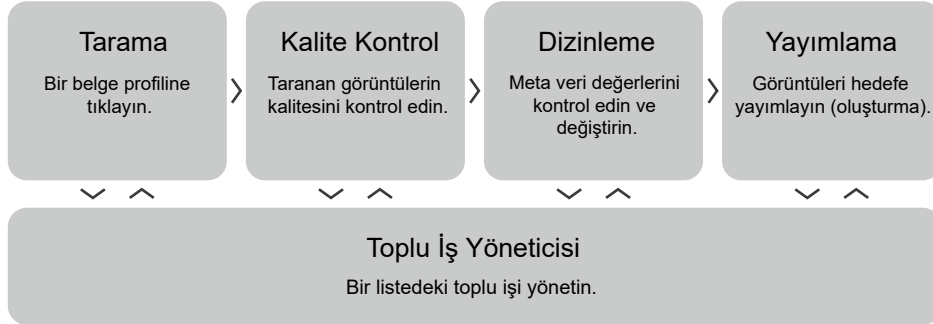 Tarama
Bir belge profiline
tıklayın.
Kalite Kontrol
Taranan görüntülerin
kalitesini kontrol edin.
Dizinleme
Meta veri değerlerini
kontrol edin ve
değiştirin.
Yayımlama
Görüntüleri hedefe
yayımlayın (oluşturma).
Toplu İş Yöneticisi
Bir listedeki toplu işi yönetin.